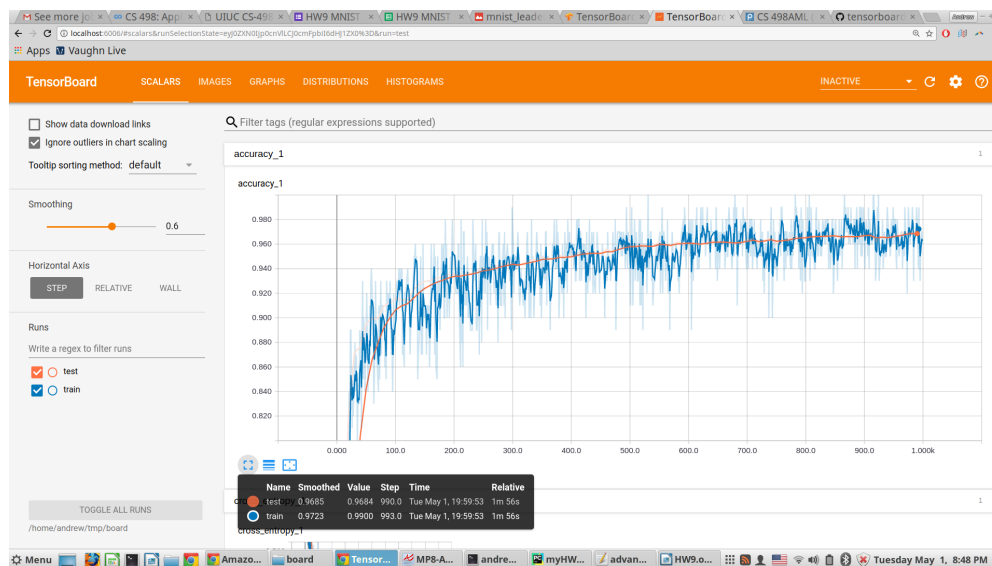 See more jo
CS 498: Appl
UIUC CS-498
HW9 MNIST
HW9 MNIST
mnist_leade
TensorBoard
TensorBoard
CS 498AML
tensorboard
Andrew
localhost:6006/#scalars&runSelectionState=eyJ0ZXN0Ijp0cnVlLCJ0cmFpbiI6dHJ1ZX0%3D&run=test
Apps Vaughn Live
TensorBoard SCALARS IMAGES GRAPHS DISTRIBUTIONS HISTOGRAMS INACTIVE
Show data download links
Ignore outliers in chart scaling
Tooltip sorting method: default
Smoothing
0.6
Horizontal Axis
STEP RELATIVE WALL
Runs
Write a regex to filter runs
test
train
TOGGLE ALL RUNS
/home/andrew/tmp/board
Filter tags (regular expressions supported)
accuracy_1 1
accuracy_1
0.980
0.960
0.940
0.920
0.900
0.880
0.860
0.840
0.820
0.000 100.0 200.0 300.0 400.0 500.0 600.0 700.0 800.0 900.0 1.000k
Name Smoothed Value Step Time Relative
test 0.9685 0.9684 990.0 Tue May 1, 19:59:53 1m 56s
train 0.9723 0.9900 993.0 Tue May 1, 19:59:53 1m 56s
1
cross_entropy_1
Menu Amazo... board Tensor... MP8-A... andre... myHW... advan... HW9.o... Tuesday May 1, 8:48 PM